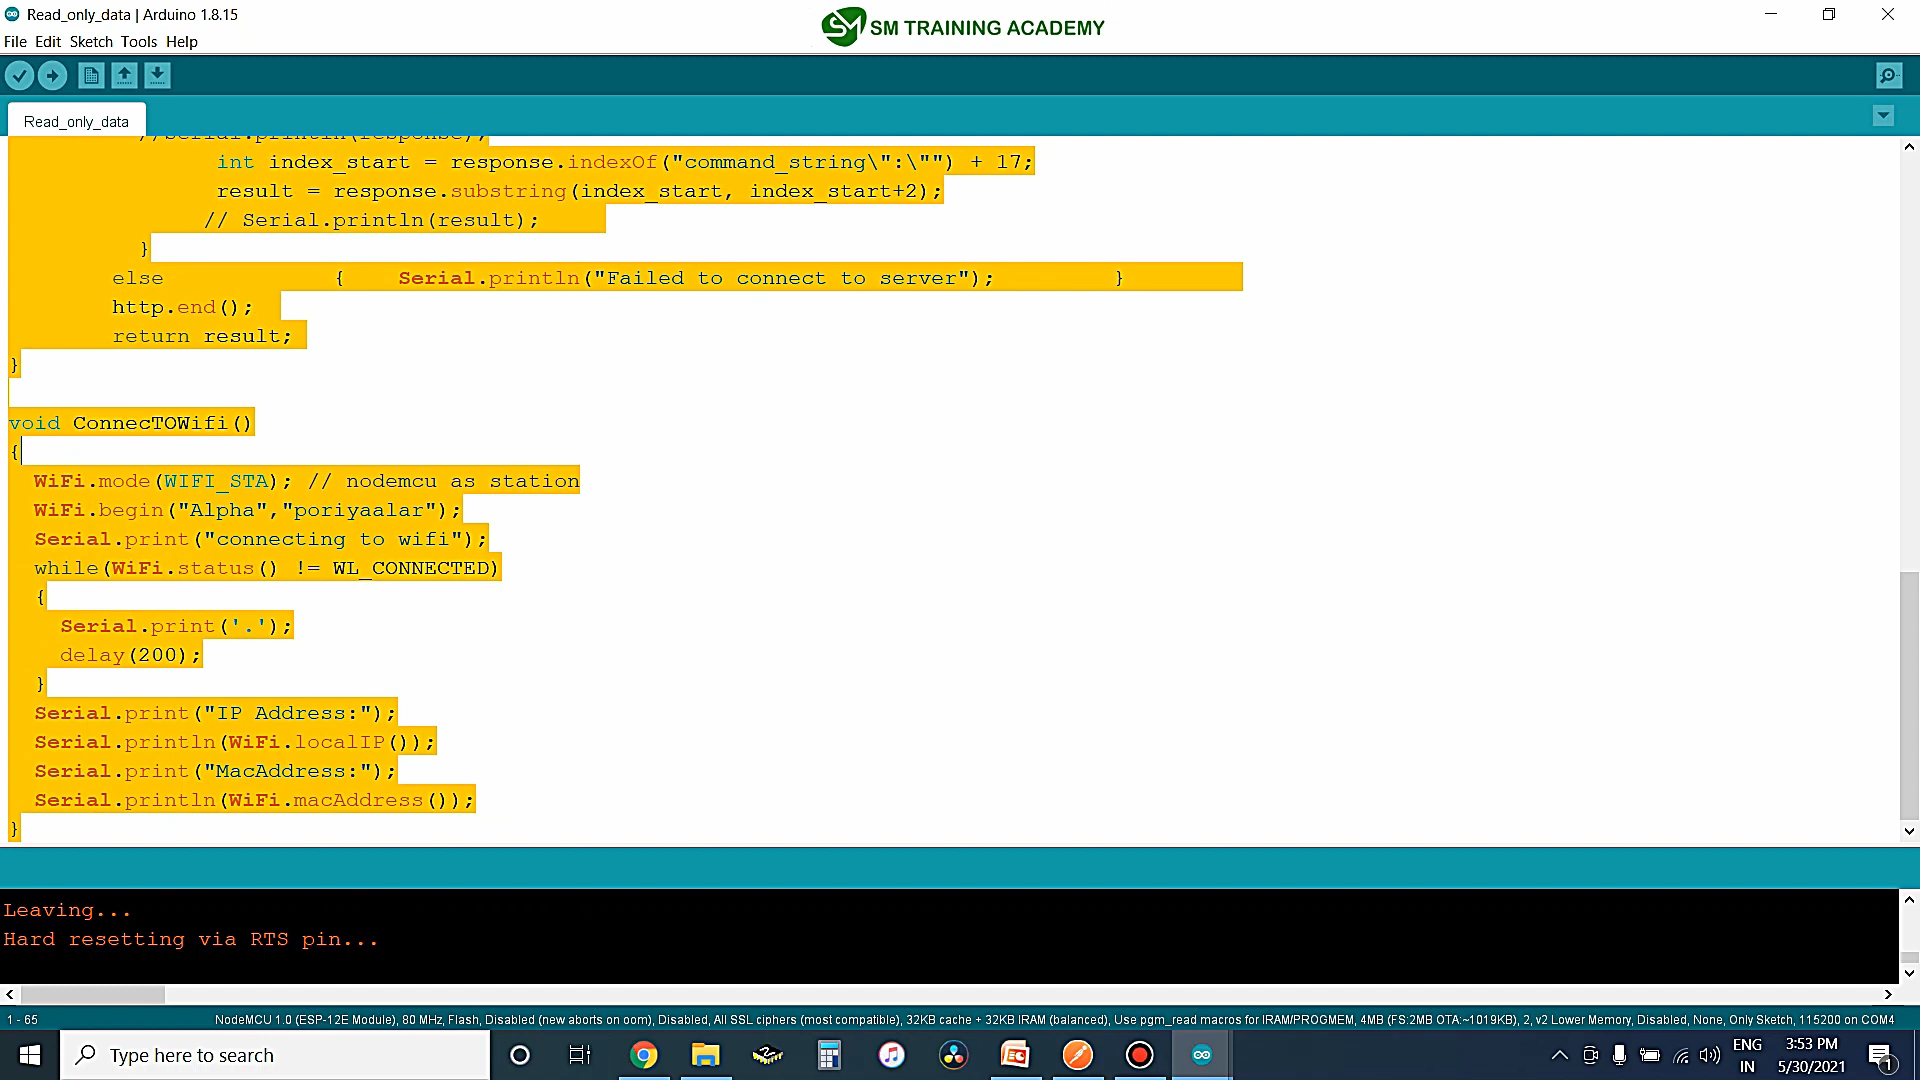 Read_only_data | Arduino 1.8.15
SM TRAINING ACADEMY
File Edit Sketch Tools Help
Read_only_data
//Serial.println(response);
int index_start = response.indexOf("command_string\":\"") + 17;
result = response.substring(index_start, index_start+2);
// Serial.println(result);
}
else { Serial.println("Failed to connect to server"); }
http.end();
return result;
}
void ConnecTOWifi()
{
WiFi.mode(WIFI_STA); // nodemcu as station
WiFi.begin("Alpha","poriyaalar");
Serial.print("connecting to wifi");
while(WiFi.status() != WL_CONNECTED)
{
Serial.print('.');
delay(200);
}
Serial.print("IP Address:");
Serial.println(WiFi.localIP());
Serial.print("MacAddress:");
Serial.println(WiFi.macAddress());
}
Leaving...
Hard resetting via RTS pin...
1 - 65
NodeMCU 1.0 (ESP-12E Module), 80 MHz, Flash, Disabled (new aborts on oom), Disabled, All SSL ciphers (most compatible), 32KB cache + 32KB IRAM (balanced), Use pgm_read macros for IRAM/PROGMEM, 4MB (FS:2MB OTA:~1019KB), 2, v2 Lower Memory, Disabled, None, Only Sketch, 115200 on COM4
Type here to search
ENG
IN
3:53 PM
5/30/2021
1